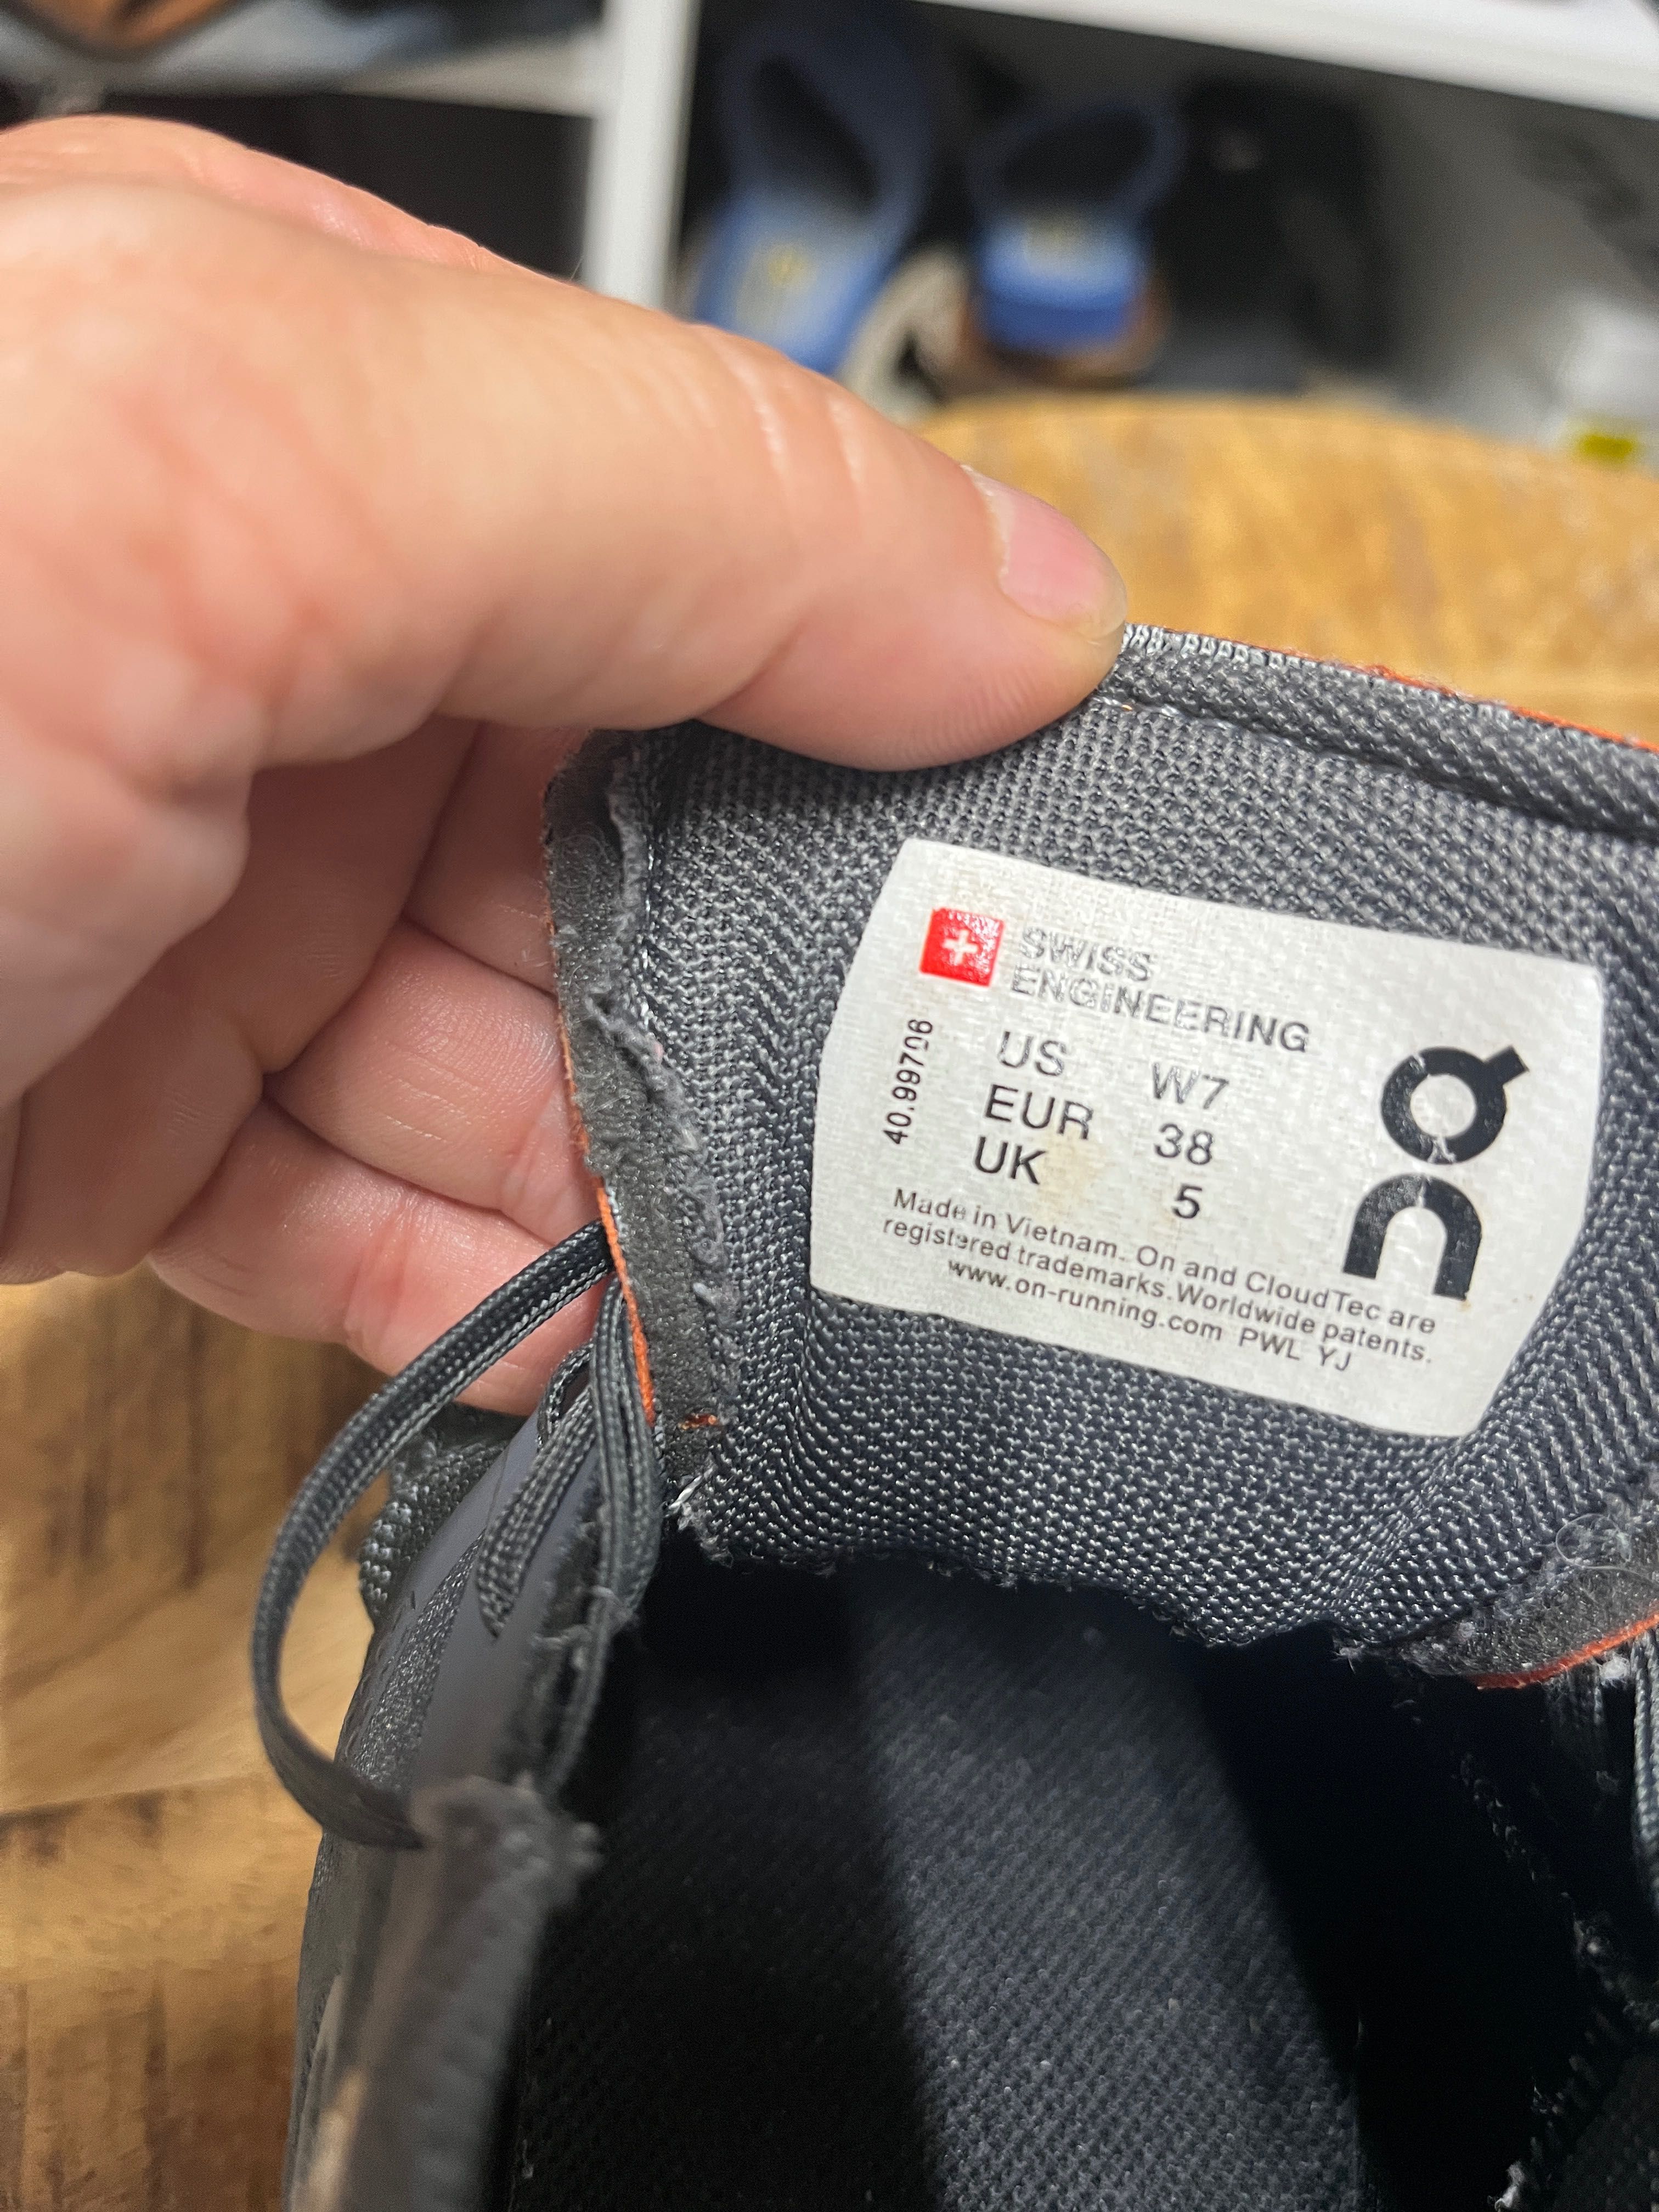 SWISS
ENGINEERING
40.99706
US W7
EUR 38
UK 5
Made in Vietnam. On and CloudTec are
registered trademarks.Worldwide patents.
www.on-running.com PWL YJ
On